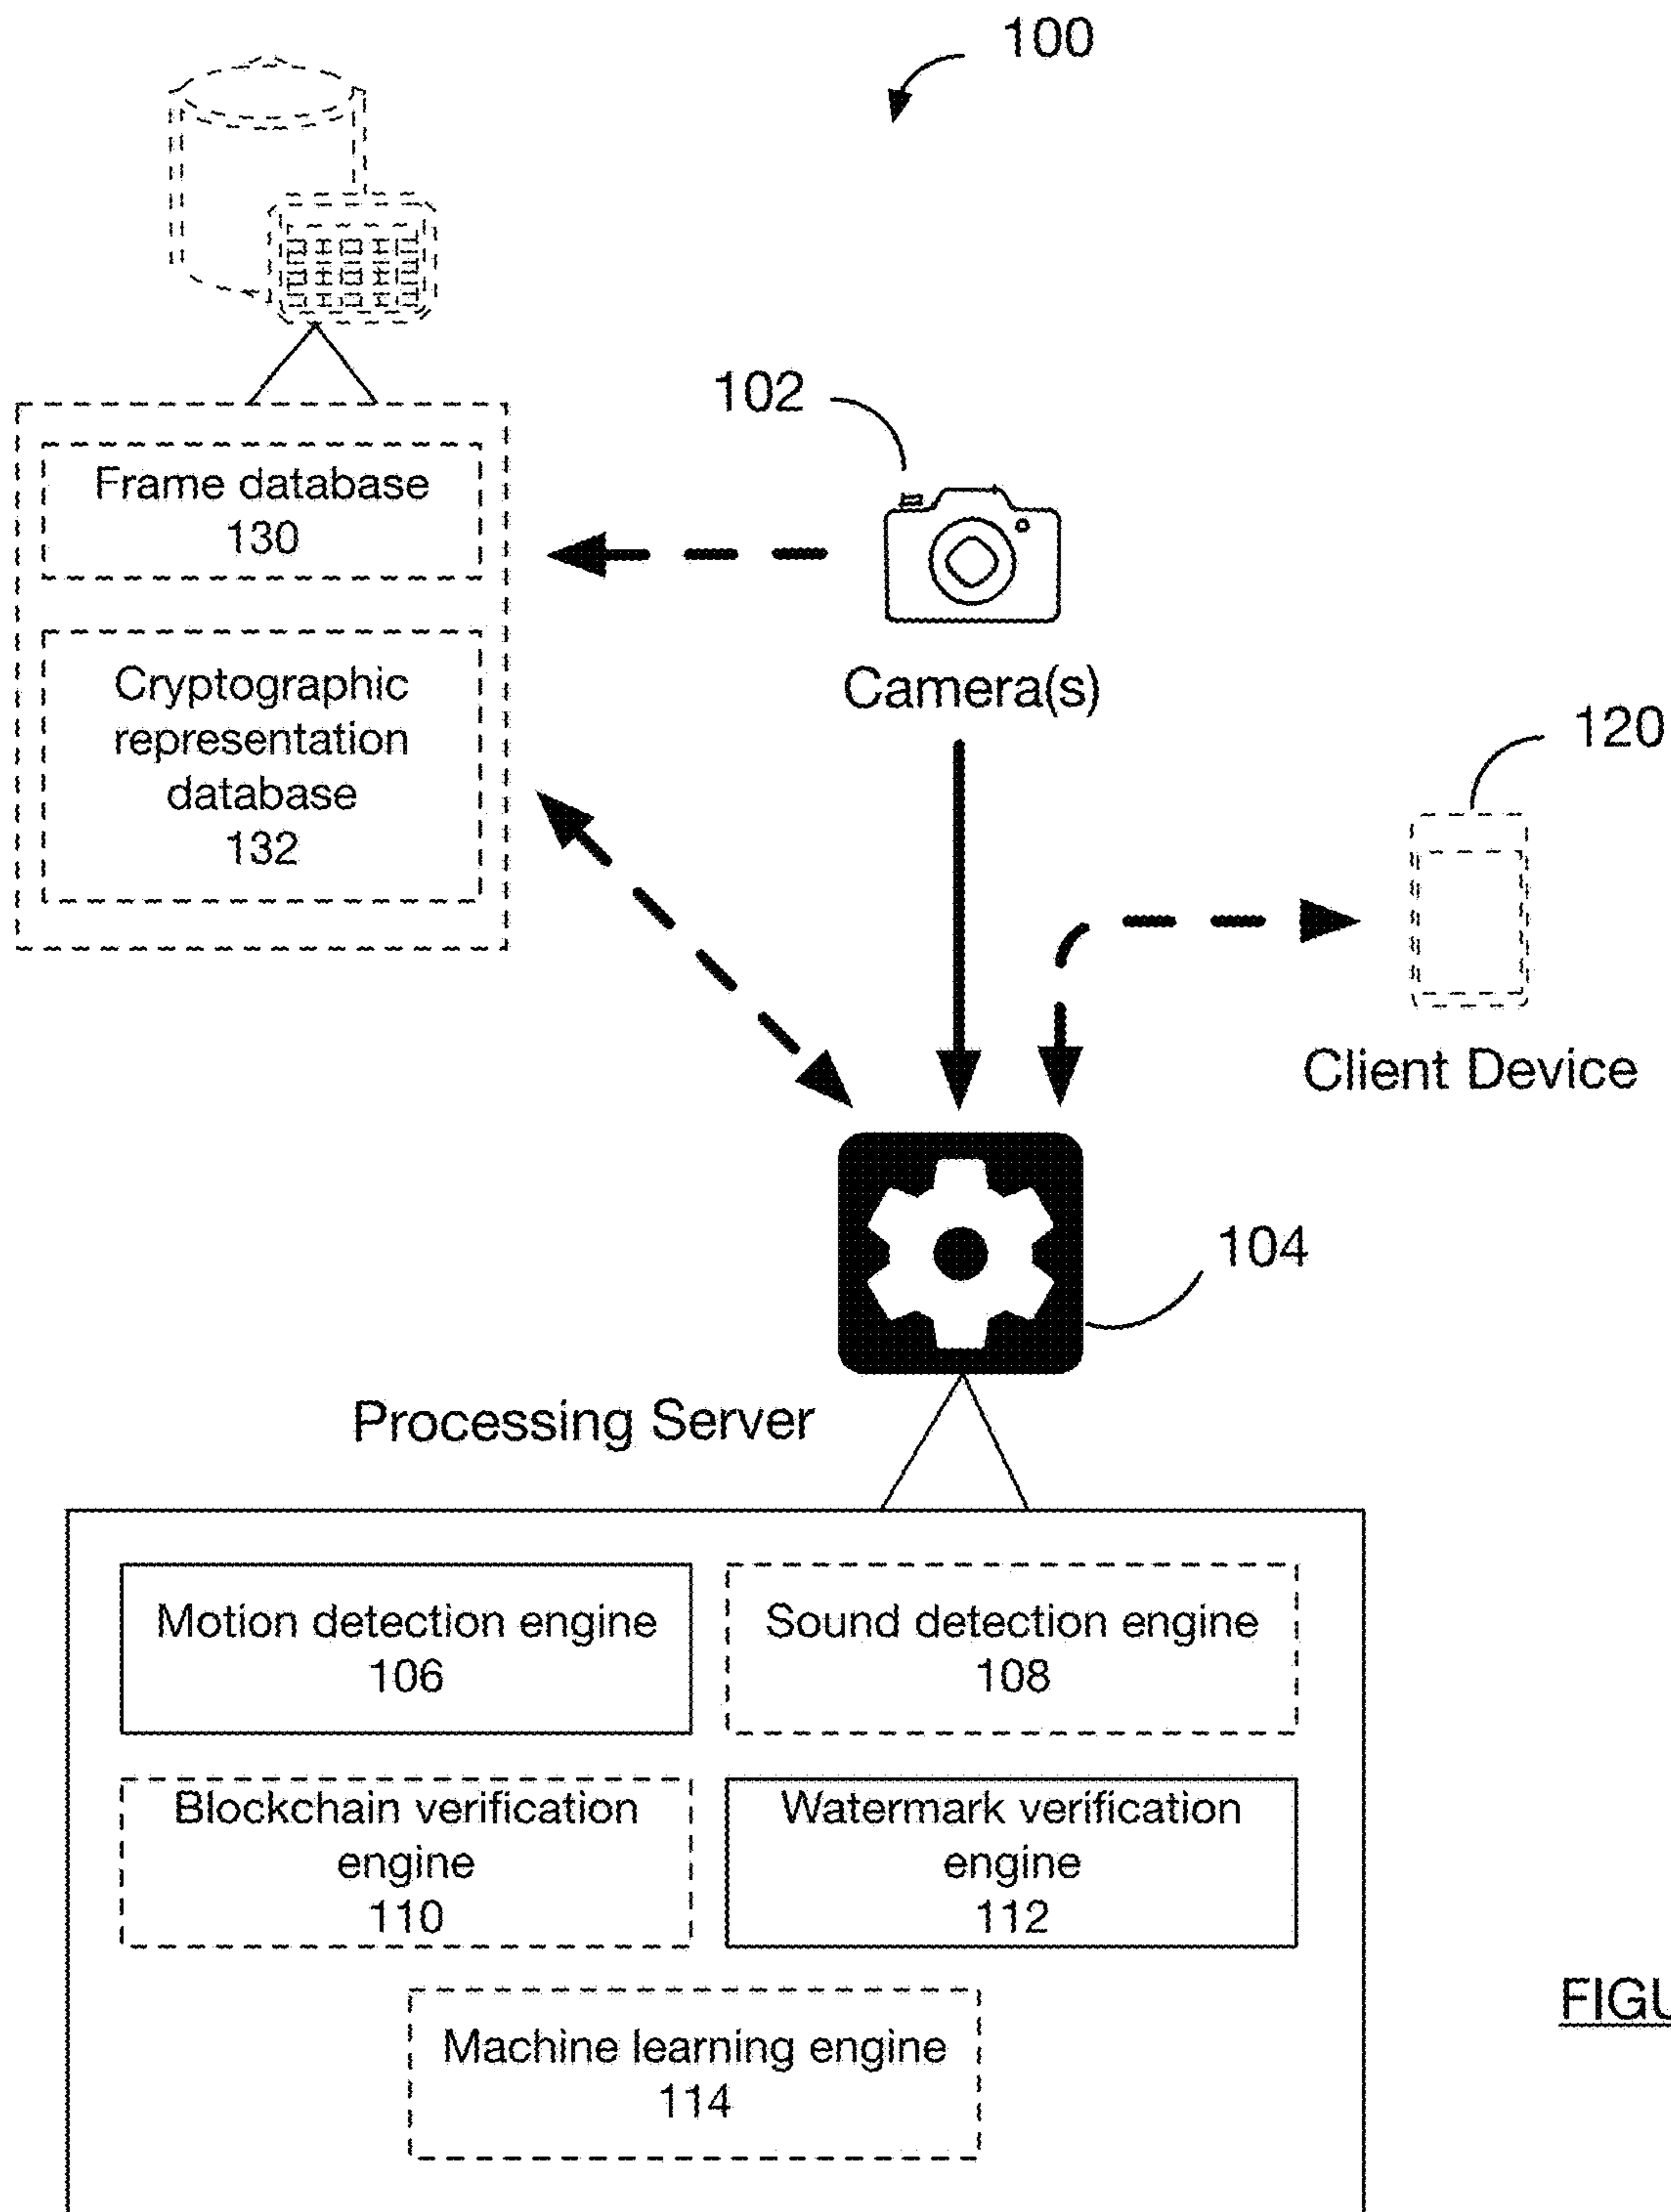 100
102
Frame database
130
Camera(s)
Cryptographic
representation
database
132
120
Client Device
104
Processing Server
Motion detection engine
106
Sound detection engine
108
Blockchain verification
engine
110
Watermark verification
engine
112
Machine learning engine
114
FIGU